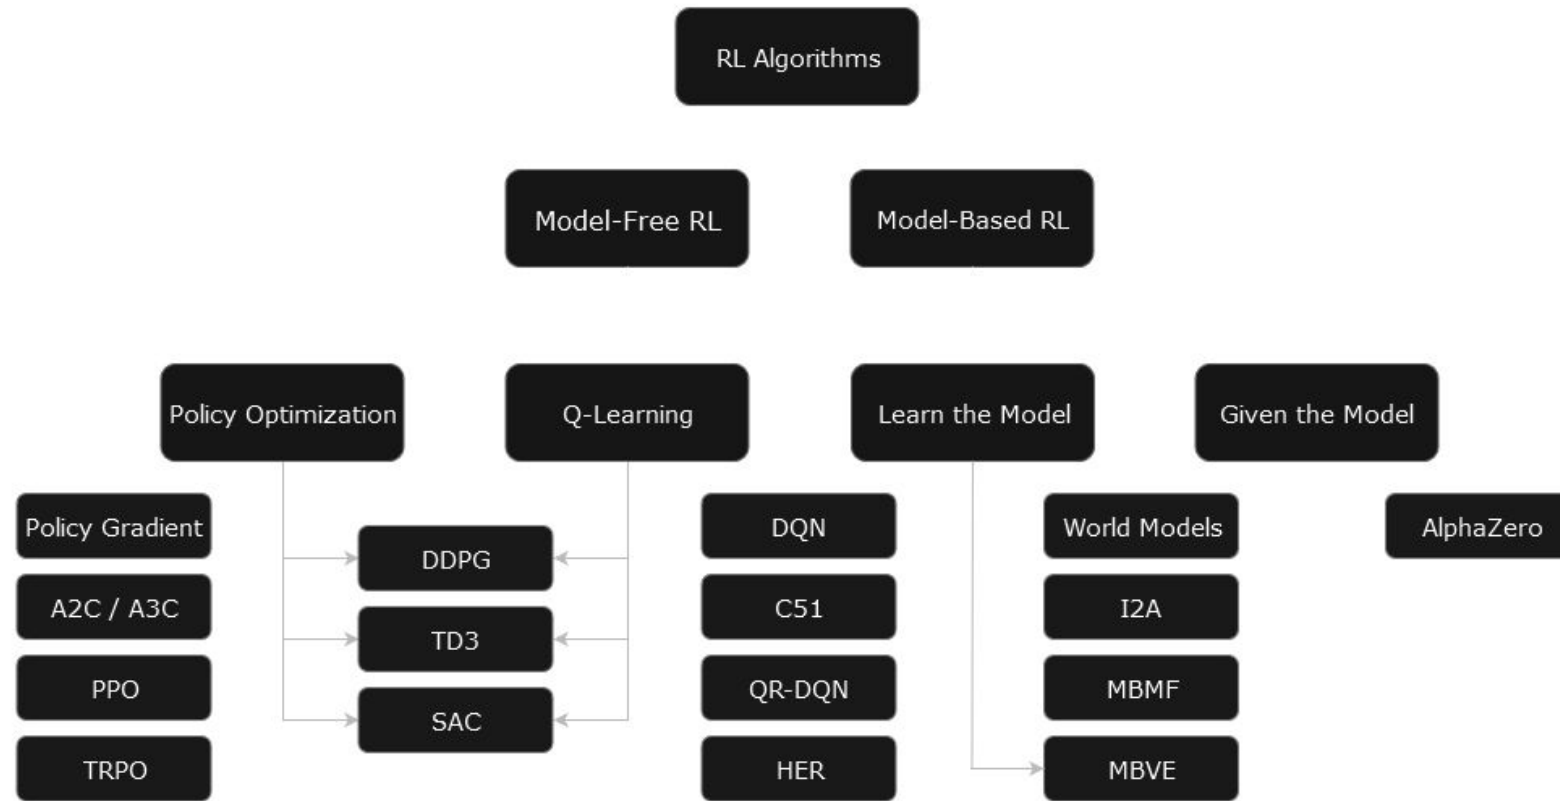 RL Algorithms
Model-Free RL
Model-Based RL
Policy Optimization
Q-Learning
Learn the Model
Given the Model
Policy Gradient
DDPG
DQN
World Models
AlphaZero
A2C / A3C
TD3
C51
I2A
PPO
SAC
QR-DQN
MBMF
TRPO
HER
MBVE